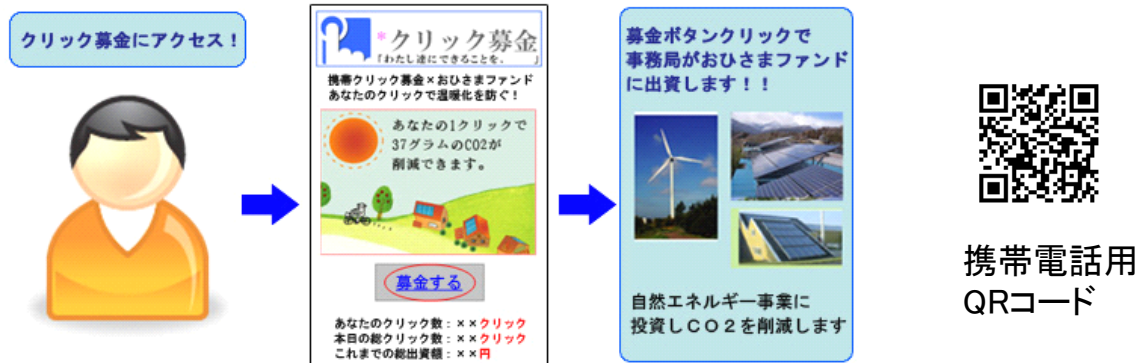 クリック募金にアクセス！
*クリック募金
「わたし達にできることを、　」
携帯クリック募金×おひさまファンド
あなたのクリックで温暖化を防ぐ！
あなたの1クリックで
37グラムのCO2が
削減できます。
募金する
あなたのクリック数：××クリック
本日の総クリック数：××クリック
これまでの総出資額：××円
募金ボタンクリックで
事務局がおひさまファンド
に出資します！！
自然エネルギー事業に
投資しＣＯ２を削減します
携帯電話用
QRコード